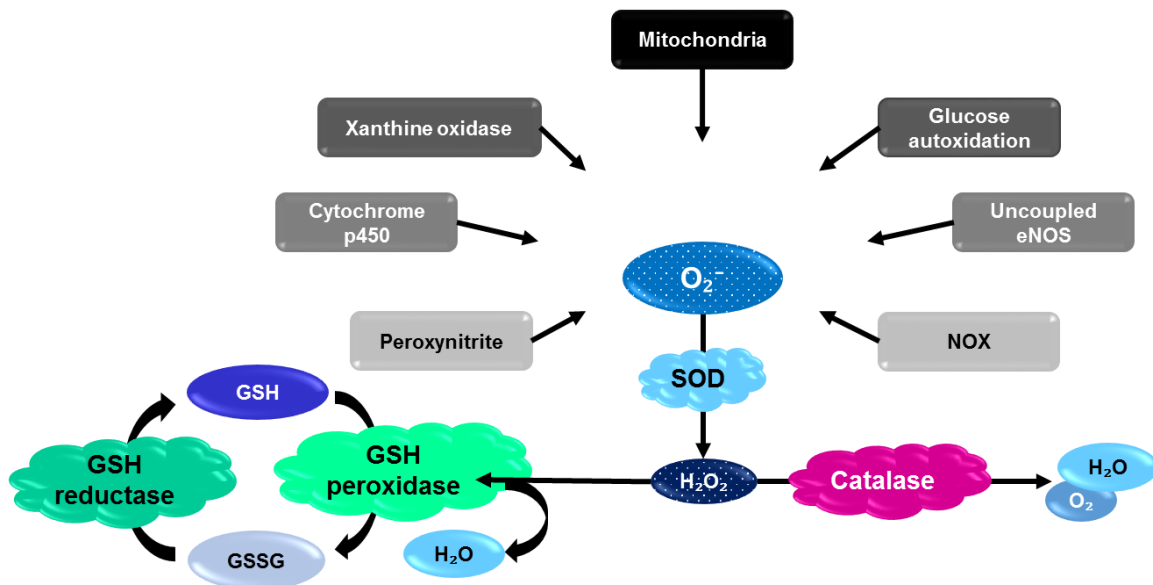 Mitochondria
Xanthine oxidase
Glucose
autoxidation
Cytochrome
p450
Uncoupled
eNOS
O₂⁻
Peroxynitrite
NOX
SOD
GSH
GSH
reductase
GSH
peroxidase
H₂O₂
Catalase
H₂O
O₂
GSSG
H₂O